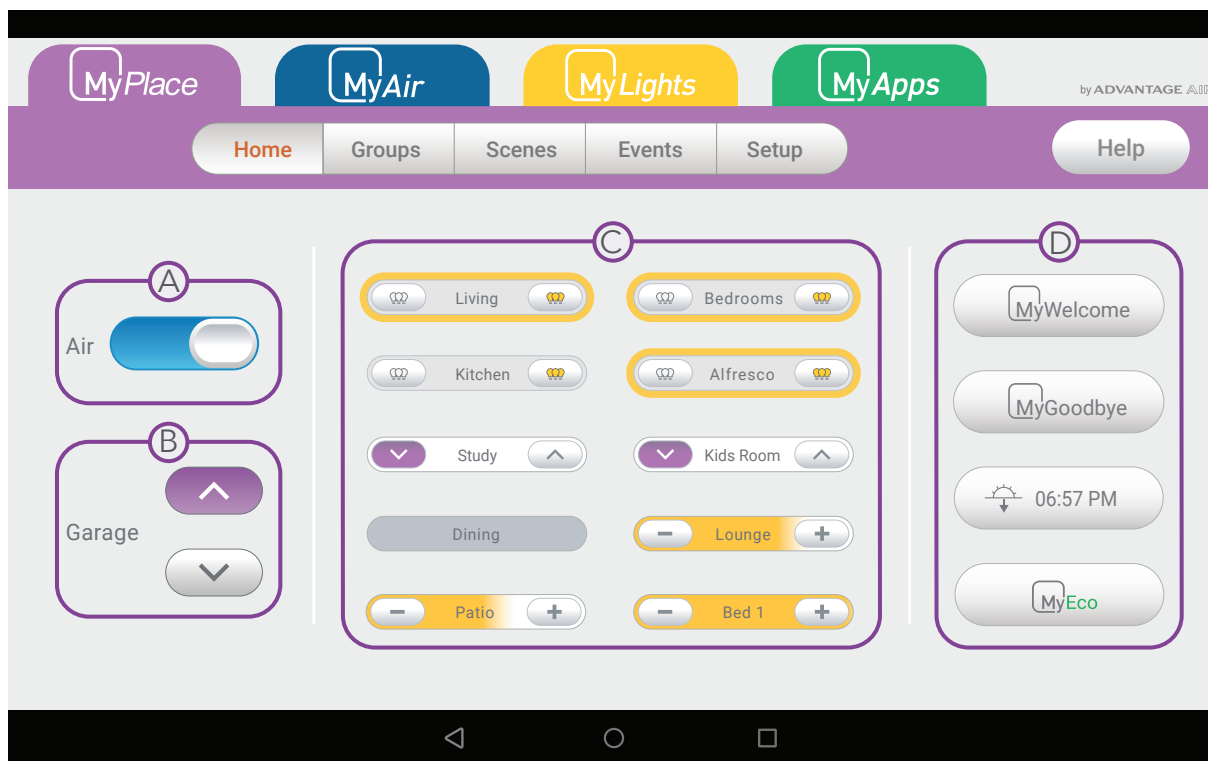 MyPlace MyAir MyLights MyApps by ADVANTAGE AIR
Home Groups Scenes Events Setup Help
A
Air
B
Garage
C
Living Bedrooms
Kitchen Alfresco
Study Kids Room
Dining Lounge
Patio Bed 1
D
MyWelcome
MyGoodbye
06:57 PM
MyEco